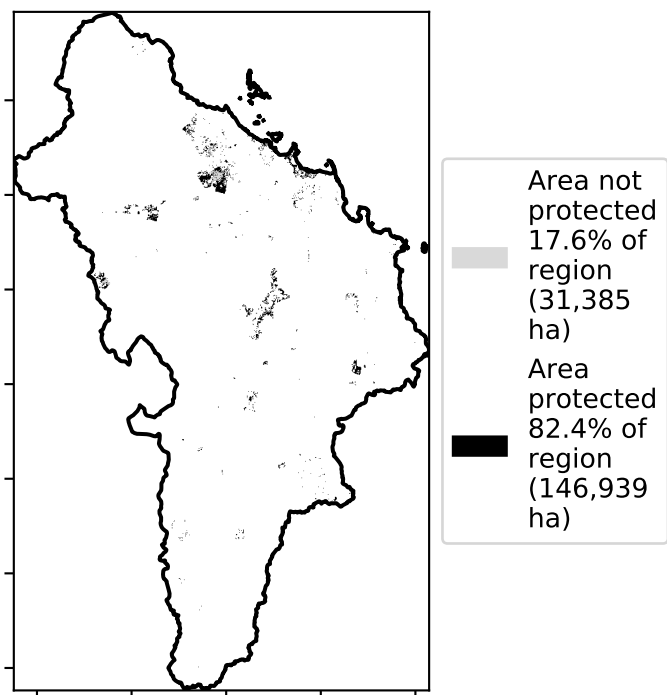 Area not
protected
17.6% of
region
(31,385
ha)
Area
protected
82.4% of
region
(146,939
ha)